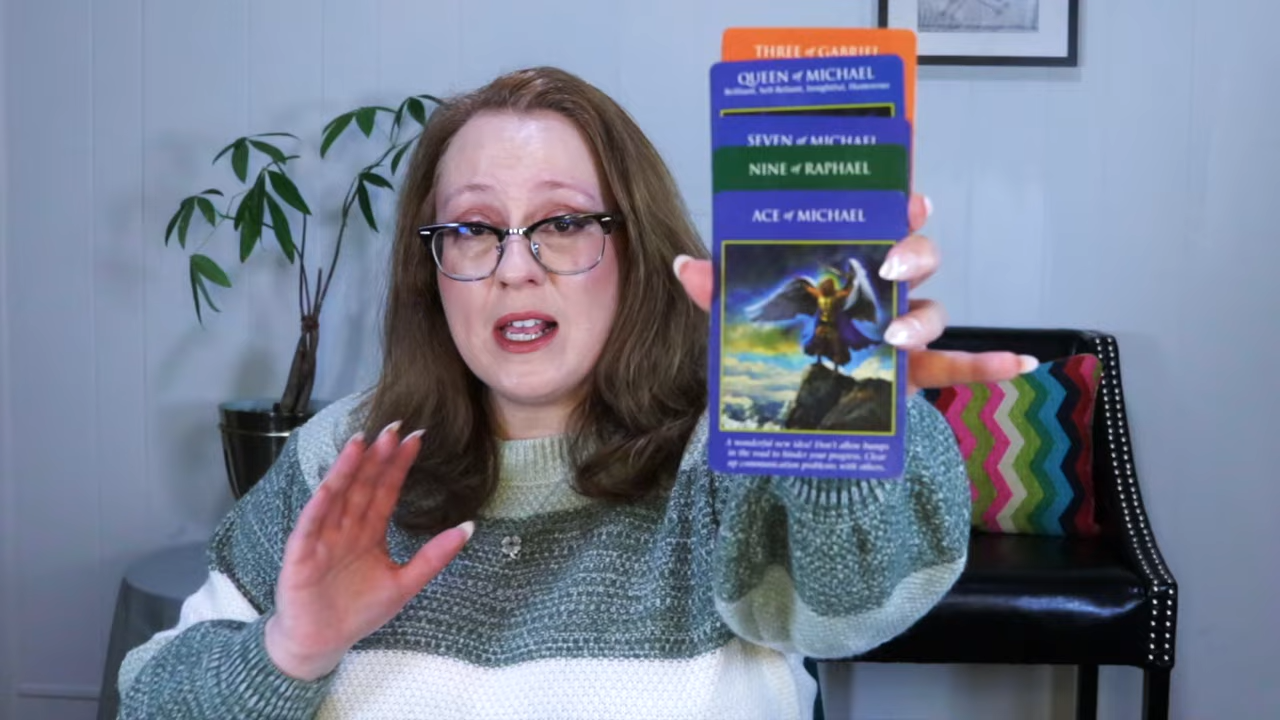 THREE of GABRIEL
QUEEN of MICHAEL
Brilliant, Self-Reliant, Insightful, Humorous
SEVEN of MICHAEL
NINE of RAPHAEL
ACE of MICHAEL
A wonderful new idea! Don't allow bumps
in the road to hinder your progress. Clear
up communication problems with others.